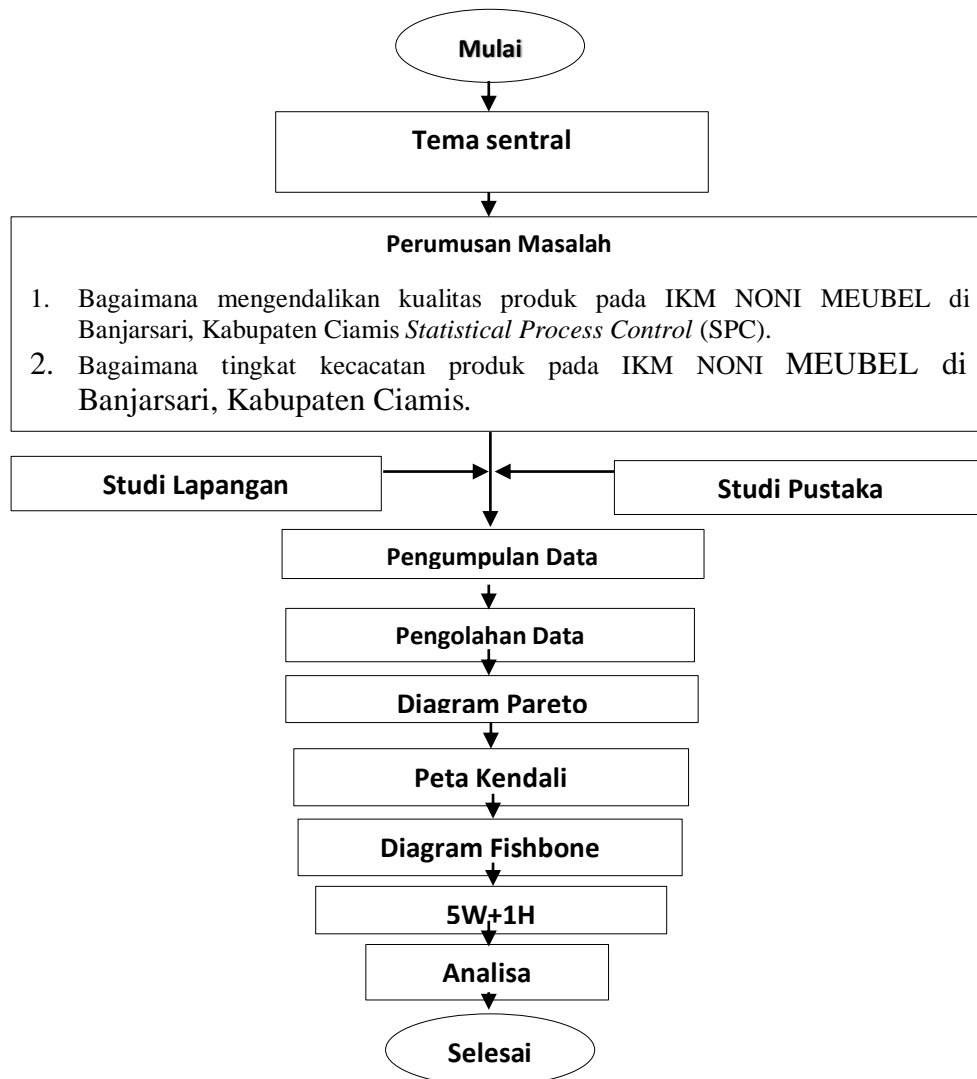 Mulai
Tema sentral
Perumusan Masalah
1. Bagaimana mengendalikan kualitas produk pada IKM NONI MEUBEL di
Banjarsari, Kabupaten Ciamis Statistical Process Control (SPC).
2. Bagaimana tingkat kecacatan produk pada IKM NONI MEUBEL di
Banjarsari, Kabupaten Ciamis.
Studi Lapangan
Studi Pustaka
Pengumpulan Data
Pengolahan Data
Diagram Pareto
Peta Kendali
Diagram Fishbone
5W+1H
Analisa
Selesai